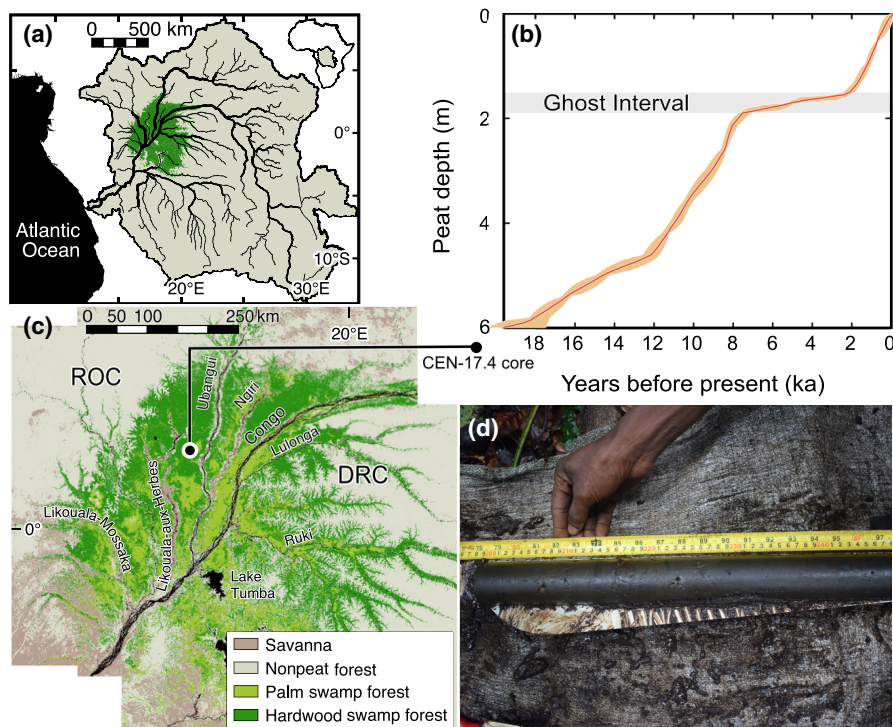 (a)
0 500 km
0°
Atlantic
Ocean
10°S
20°E
30°E
(b)
0
2
4
6
Peat depth (m)
Ghost Interval
18 16 14 12 10 8 6 4 2 0
Years before present (ka)
CEN-17.4 core
(c)
0 50 100 250 km
20°E
ROC
Ubangui
Ngiri
Congo
Lulonga
DRC
Likouala-Mossaka
Likouala-aux-Herbes
0°
Ruki
Lake
Tumba
Savanna
Nonpeat forest
Palm swamp forest
Hardwood swamp forest
(d)